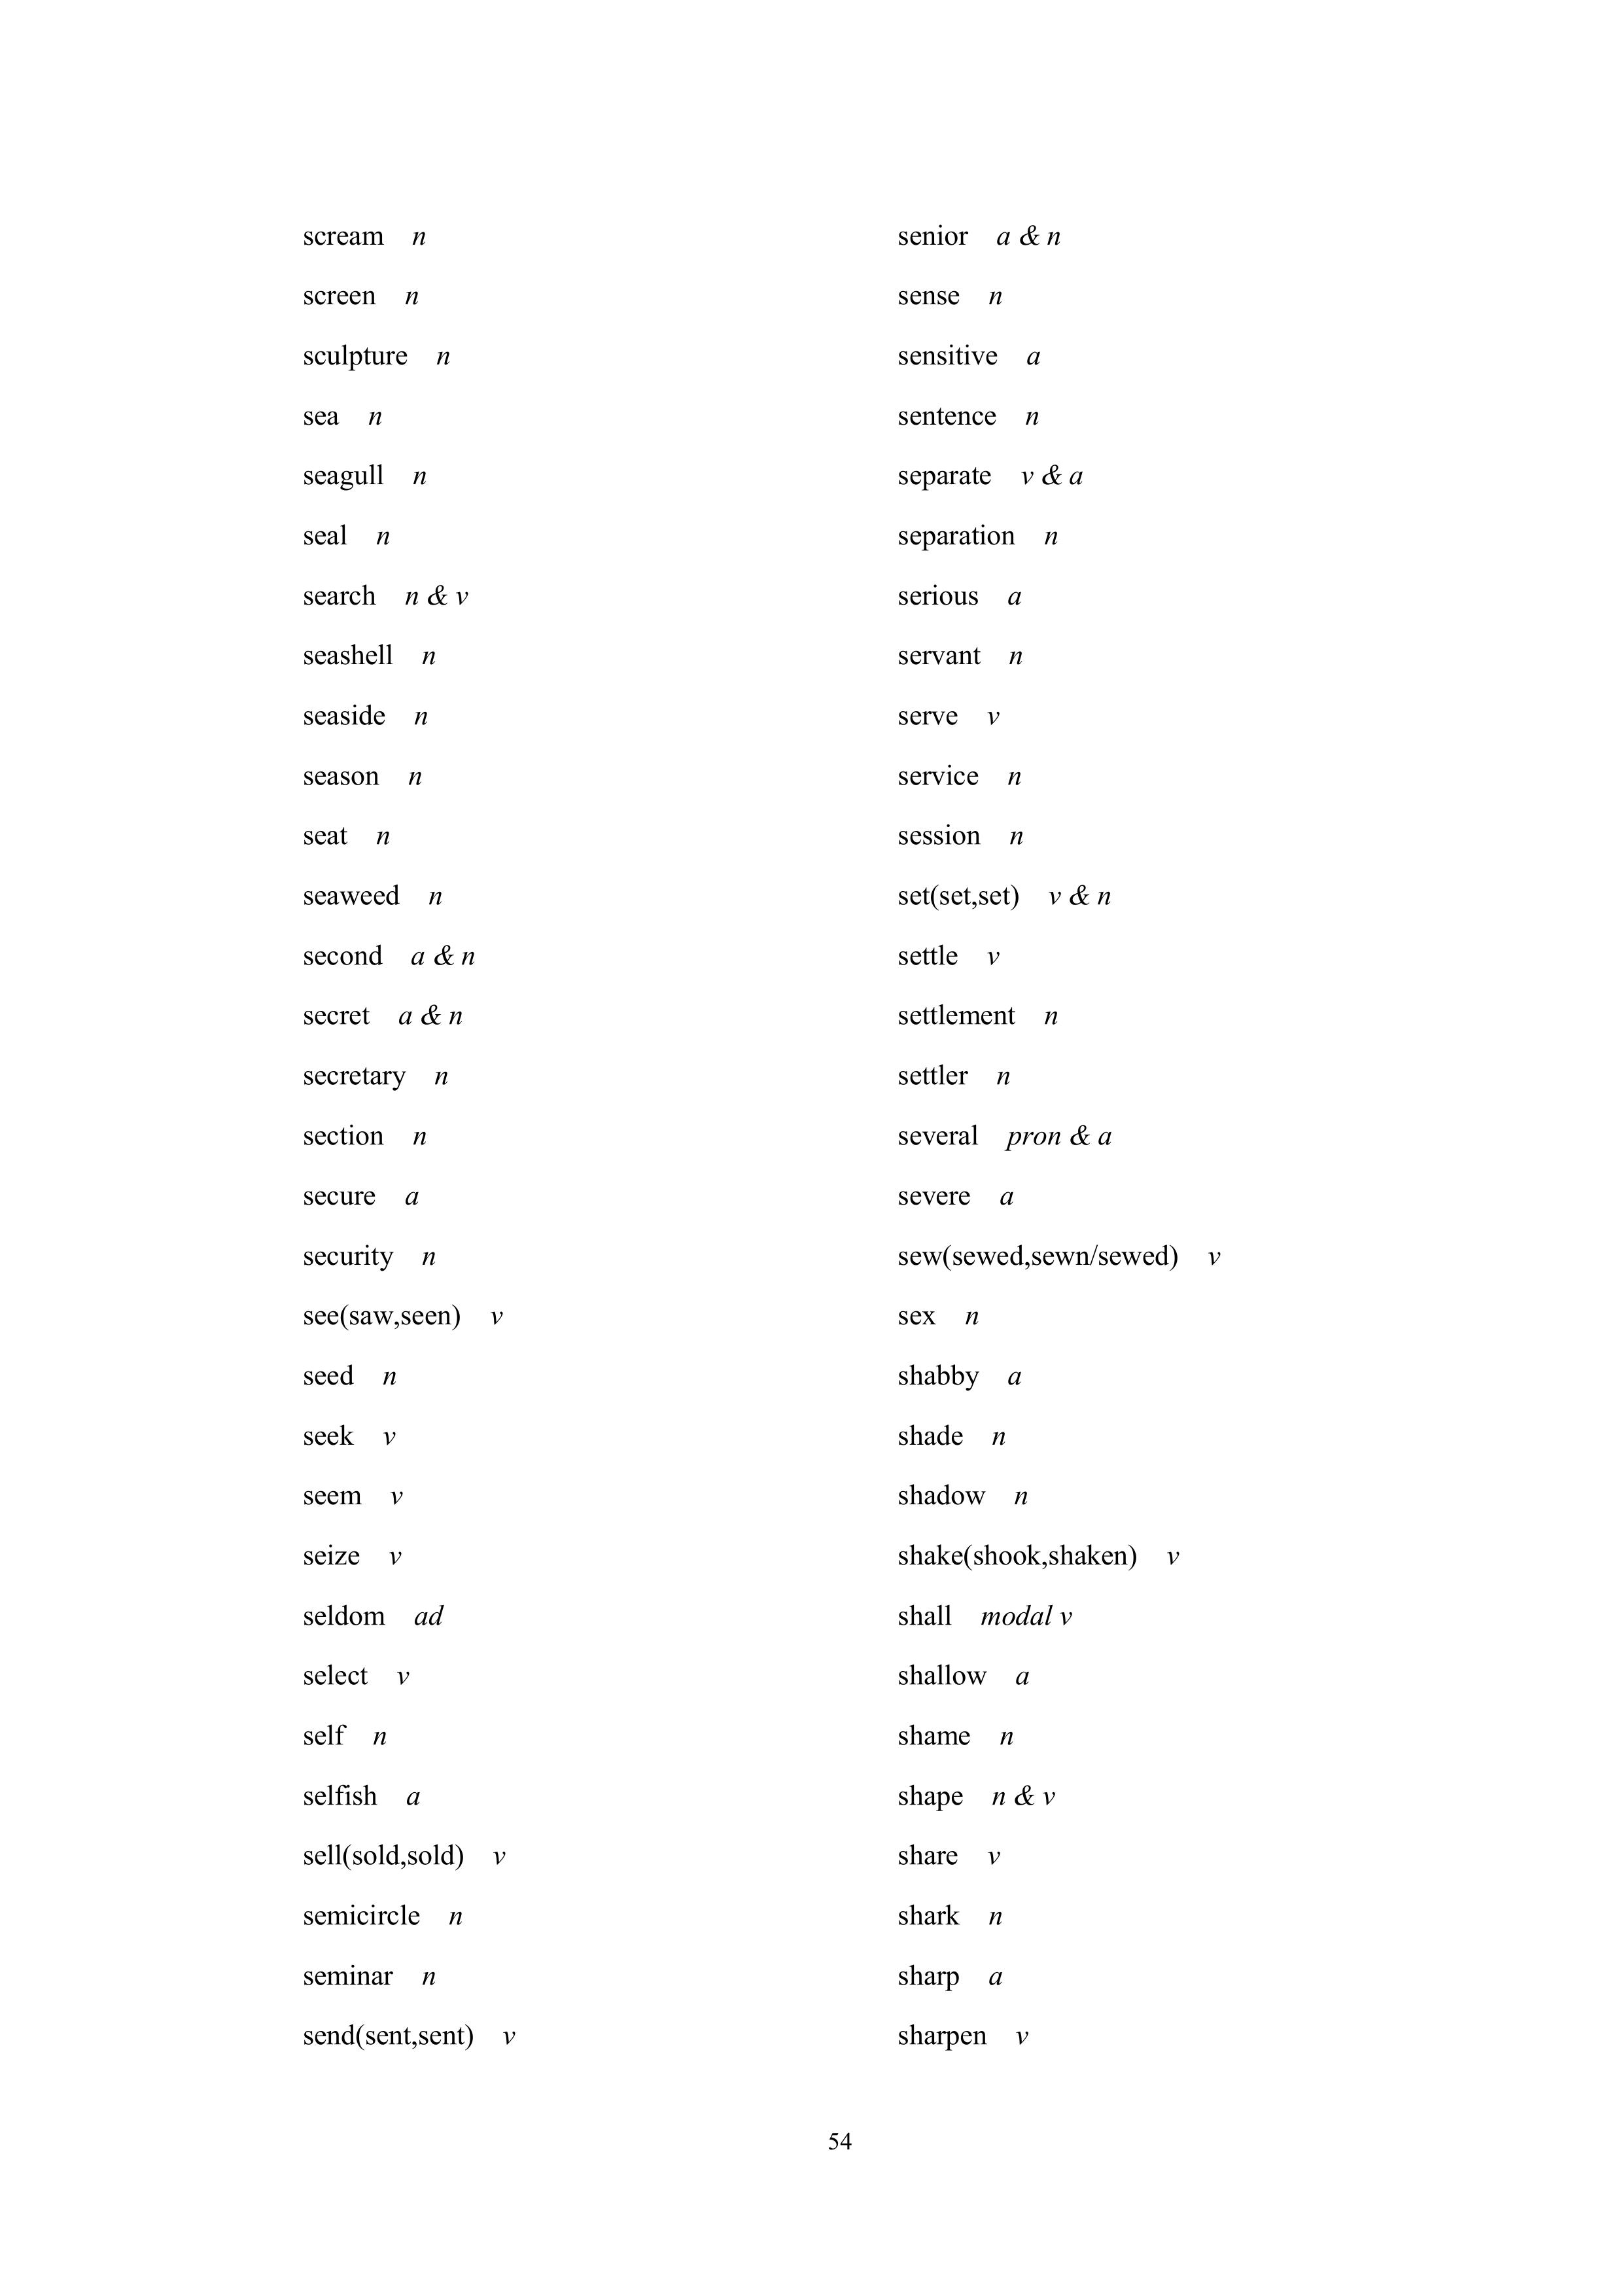 scream n
screen n
sculpture n
sea n
seagull n
seal n
search n & v
seashell n
seaside n
season n
seat n
seaweed n
second a & n
secret a & n
secretary n
section n
secure a
security n
see(saw,seen) v
seed n
seek v
seem v
seize v
seldom ad
select v
self n
selfish a
sell(sold,sold) v
semicircle n
seminar n
send(sent,sent) v
senior a & n
sense n
sensitive a
sentence n
separate v & a
separation n
serious a
servant n
serve v
service n
session n
set(set,set) v & n
settle v
settlement n
settler n
several pron & a
severe a
sew(sewed,sewn/sewed) v
sex n
shabby a
shade n
shadow n
shake(shook,shaken) v
shall modal v
shallow a
shame n
shape n & v
share v
shark n
sharp a
sharpen v
54